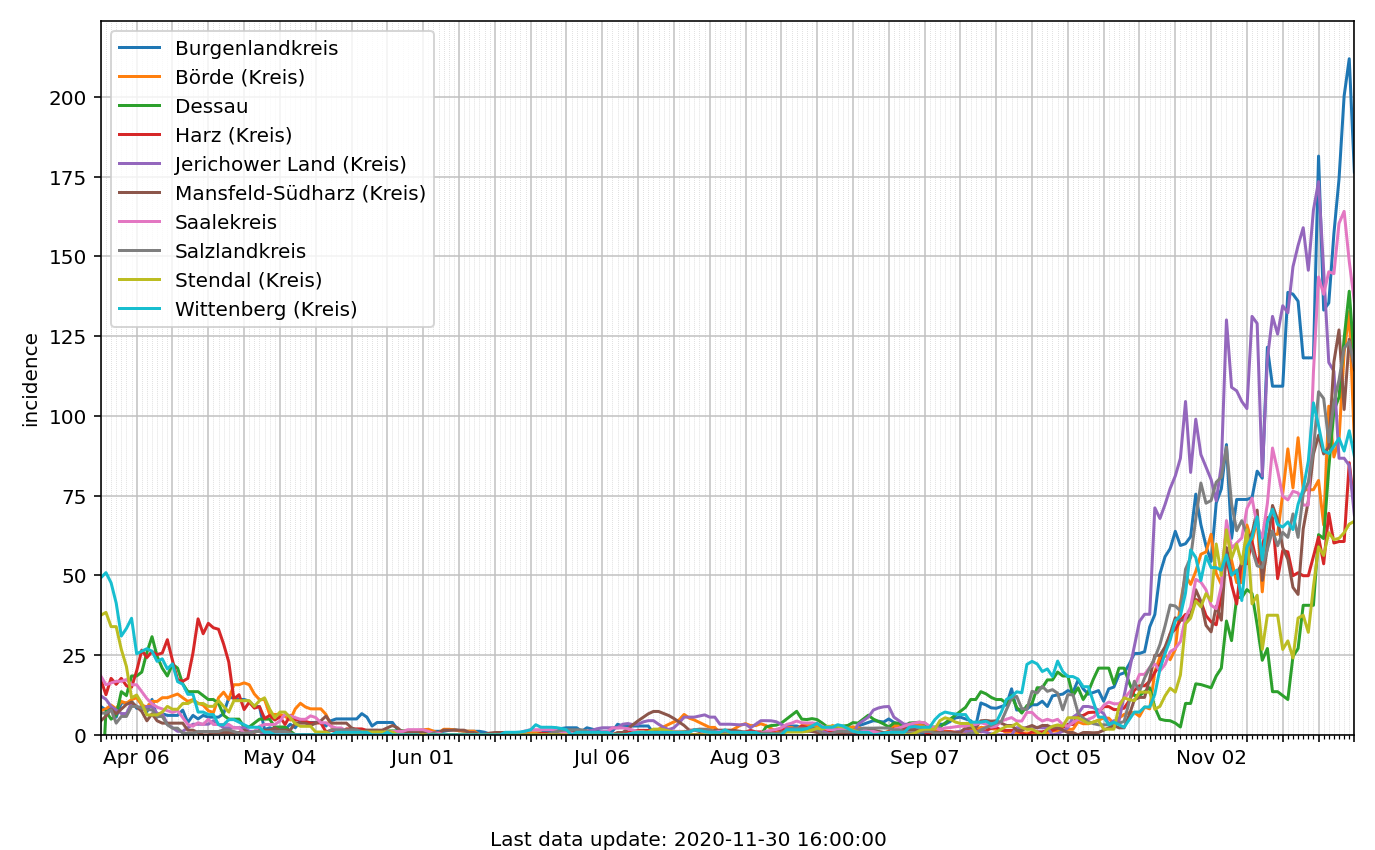 Burgenlandkreis
Börde (Kreis)
Dessau
Harz (Kreis)
Jerichower Land (Kreis)
Mansfeld-Südharz (Kreis)
Saalekreis
Salzlandkreis
Stendal (Kreis)
Wittenberg (Kreis)
incidence
200
175
150
125
100
75
50
25
0
Apr 06 May 04 Jun 01 Jul 06 Aug 03 Sep 07 Oct 05 Nov 02
Last data update: 2020-11-30 16:00:00